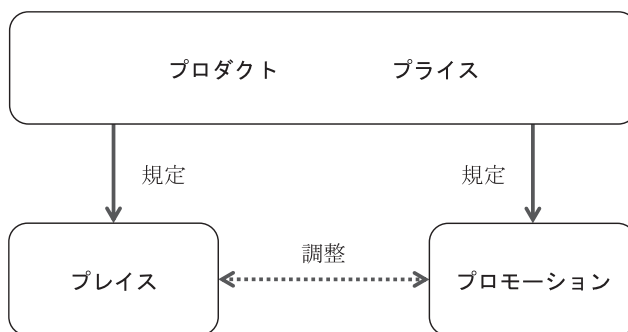 プロダクト　プライス
規定　規定
調整
プレイス　プロモーション